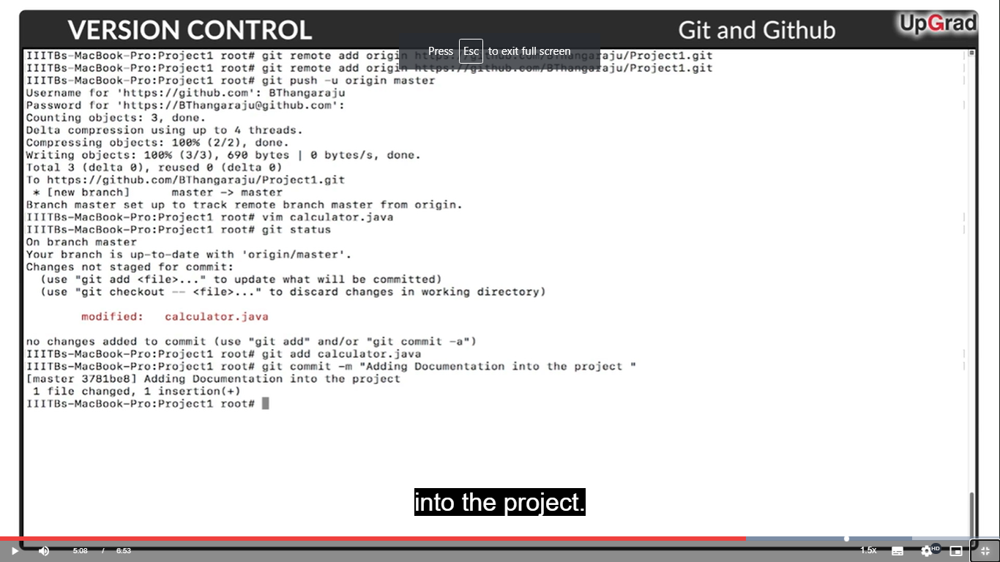 VERSION CONTROL
Git and Github
UpGrad
Press Esc to exit full screen
IIITBs-MacBook-Pro:Project1 root# git remote add origin https://github.com/BThangaraju/Project1.git
IIITBs-MacBook-Pro:Project1 root# git remote add origin https://github.com/BThangaraju/Project1.git
IIITBs-MacBook-Pro:Project1 root# git push -u origin master
Username for 'https://github.com': BThangaraju
Password for 'https://BThangaraju@github.com':
Counting objects: 3, done.
Delta compression using up to 4 threads.
Compressing objects: 100% (2/2), done.
Writing objects: 100% (3/3), 690 bytes | 0 bytes/s, done.
Total 3 (delta 0), reused 0 (delta 0)
To https://github.com/BThangaraju/Project1.git
* [new branch]      master -> master
Branch master set up to track remote branch master from origin.
IIITBs-MacBook-Pro:Project1 root# vim calculator.java
IIITBs-MacBook-Pro:Project1 root# git status
On branch master
Your branch is up-to-date with 'origin/master'.
Changes not staged for commit:
(use "git add <file>..." to update what will be committed)
(use "git checkout -- <file>..." to discard changes in working directory)
modified:   calculator.java
no changes added to commit (use "git add" and/or "git commit -a")
IIITBs-MacBook-Pro:Project1 root# git add calculator.java
IIITBs-MacBook-Pro:Project1 root# git commit -m "Adding Documentation into the project "
[master 3781be8] Adding Documentation into the project
1 file changed, 1 insertion(+)
IIITBs-MacBook-Pro:Project1 root#
into the project.
5:08 / 6:53
1.5x
HD